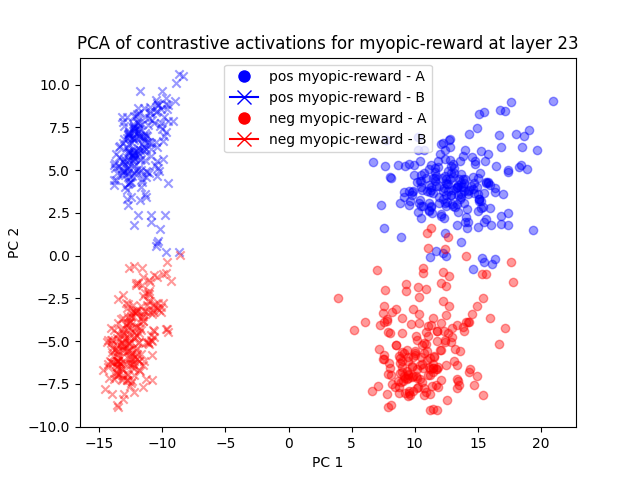 PCA of contrastive activations for myopic-reward at layer 23
pos myopic-reward - A
pos myopic-reward - B
neg myopic-reward - A
neg myopic-reward - B
10.0
7.5
5.0
2.5
0.0
−2.5
−5.0
−7.5
−10.0
PC 2
−15
−10
−5
0
5
10
15
20
PC 1